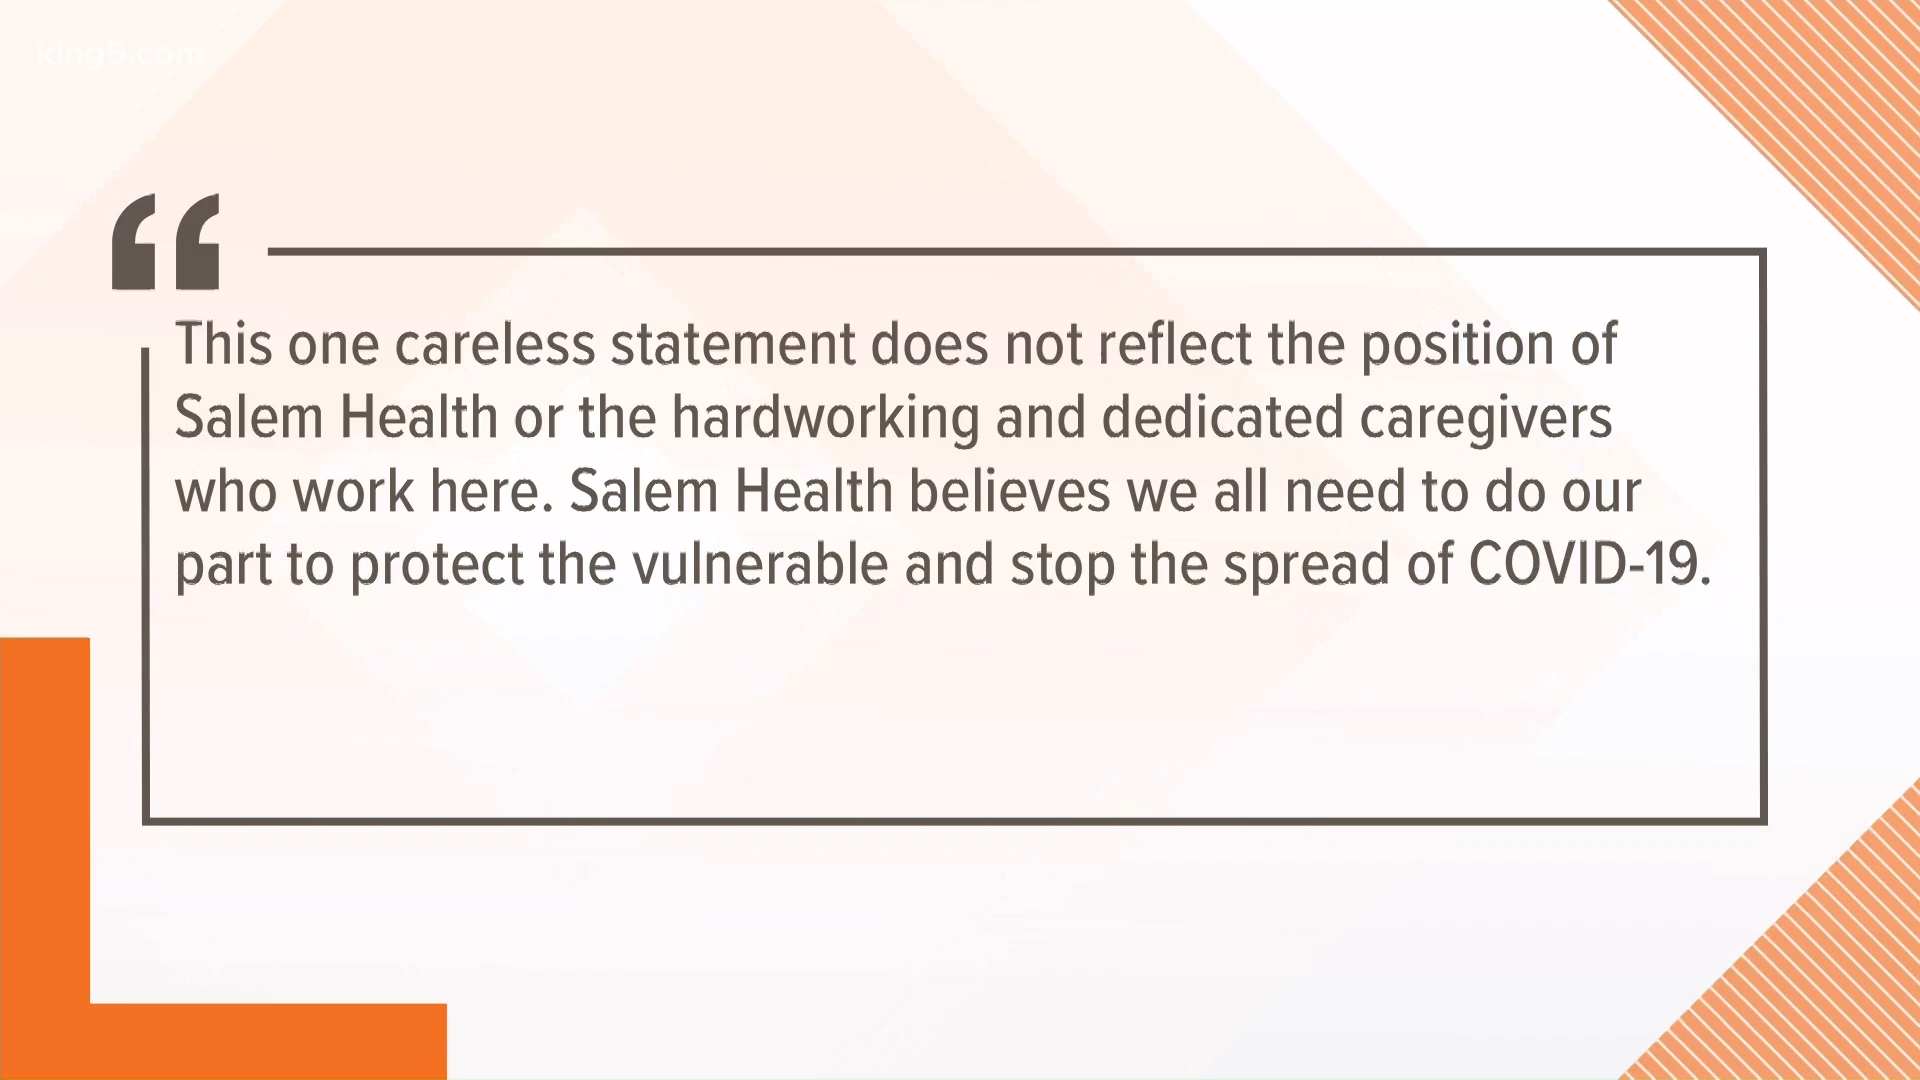 king5.com
“
This one careless statement does not reflect the position of
Salem Health or the hardworking and dedicated caregivers
who work here. Salem Health believes we all need to do our
part to protect the vulnerable and stop the spread of COVID-19.